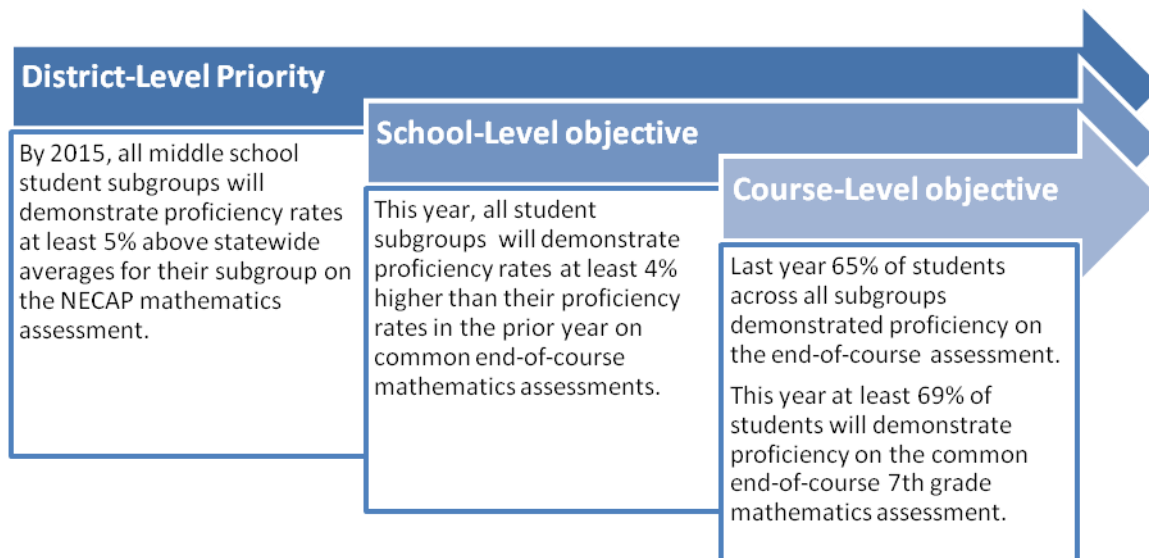 District-Level Priority
By 2015, all middle school
student subgroups will
demonstrate proficiency rates
at least 5% above statewide
averages for their subgroup on
the NECAP mathematics
assessment.
School-Level objective
This year, all student
subgroups will demonstrate
proficiency rates at least 4%
higher than their proficiency
rates in the prior year on
common end-of-course
mathematics assessments.
Course-Level objective
Last year 65% of students
across all subgroups
demonstrated proficiency on
the end-of-course assessment.
This year at least 69% of
students will demonstrate
proficiency on the common
end-of-course 7th grade
mathematics assessment.